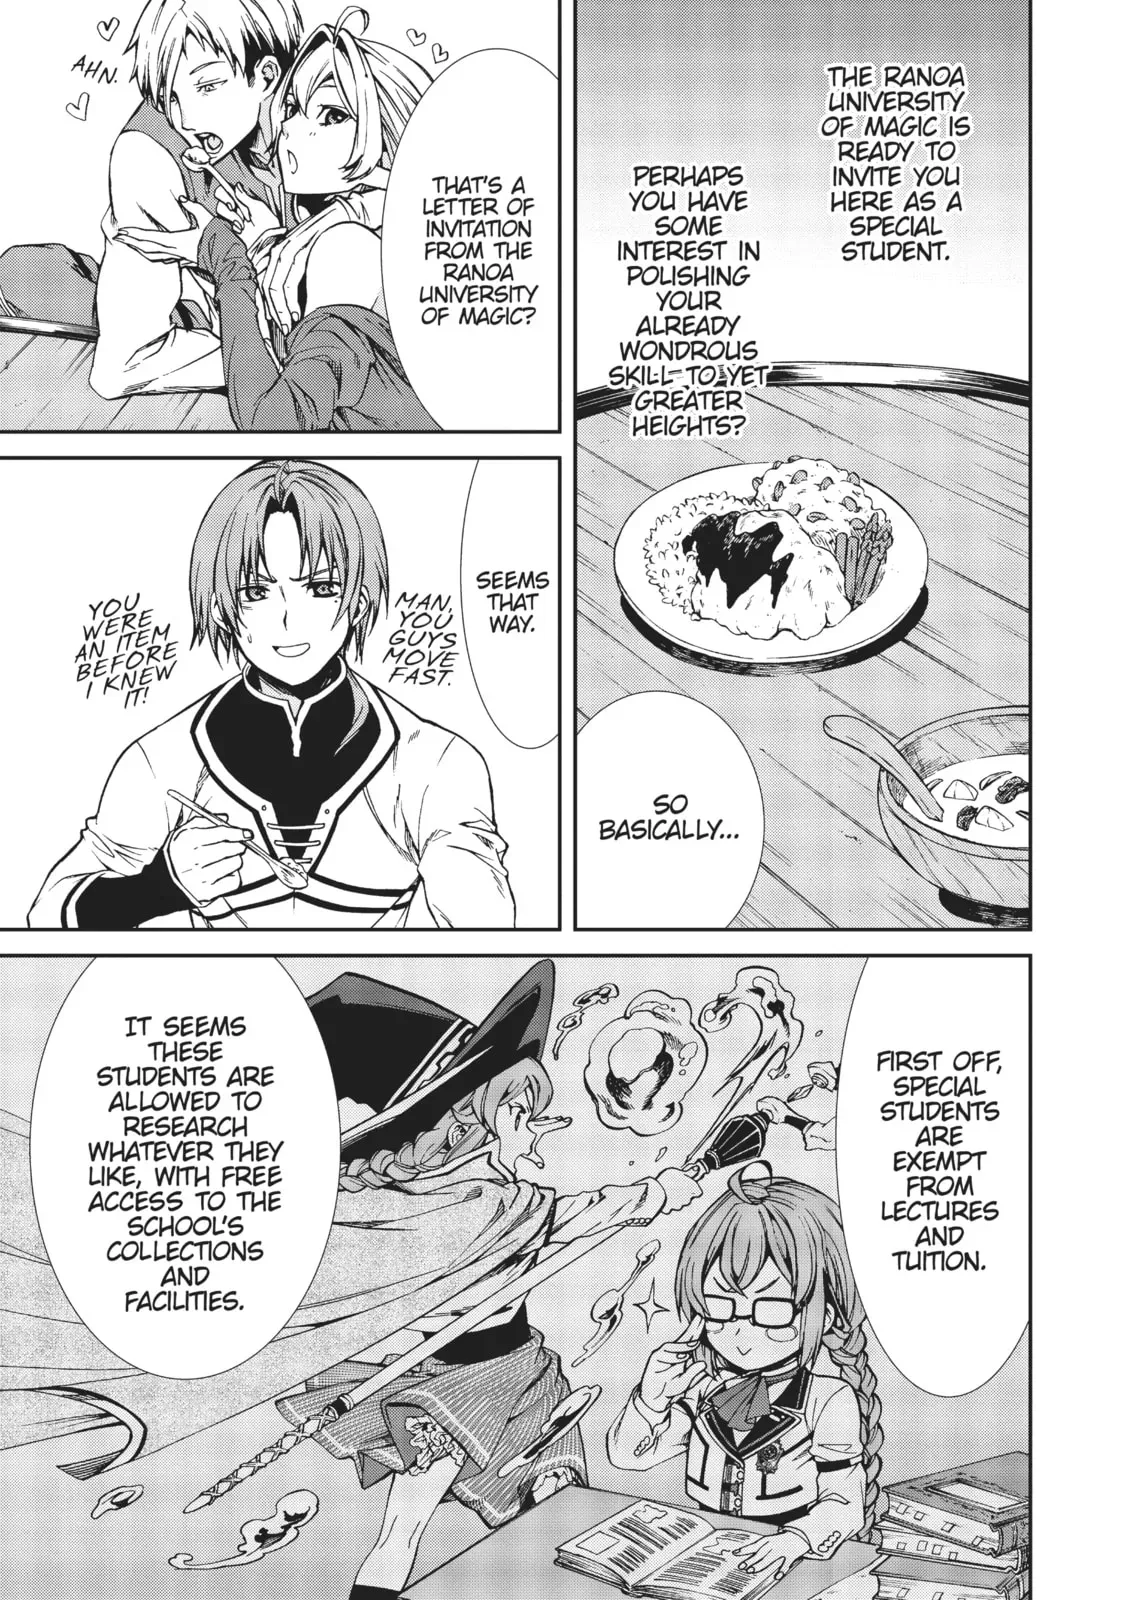 THE RANOA
UNIVERSITY
OF MAGIC IS
READY TO
INVITE YOU
HERE AS A
SPECIAL
STUDENT.
PERHAPS
YOU HAVE
SOME
INTEREST IN
POLISHING
YOUR
ALREADY
WONDROUS
SKILL TO YET
GREATER
HEIGHTS?
SO
BASICALLY...
THAT'S A
LETTER OF
INVITATION
FROM THE
RANOA
UNIVERSITY
OF MAGIC?
AHN.
SEEMS
THAT
WAY.
MAN,
YOU
GUYS
MOVE
FAST.
YOU
WERE
AN ITEM
BEFORE
I KNEW
IT!
FIRST OFF,
SPECIAL
STUDENTS
ARE
EXEMPT
FROM
LECTURES
AND
TUITION.
IT SEEMS
THESE
STUDENTS ARE
ALLOWED TO
RESEARCH
WHATEVER THEY
LIKE, WITH FREE
ACCESS TO THE
SCHOOL'S
COLLECTIONS
AND
FACILITIES.